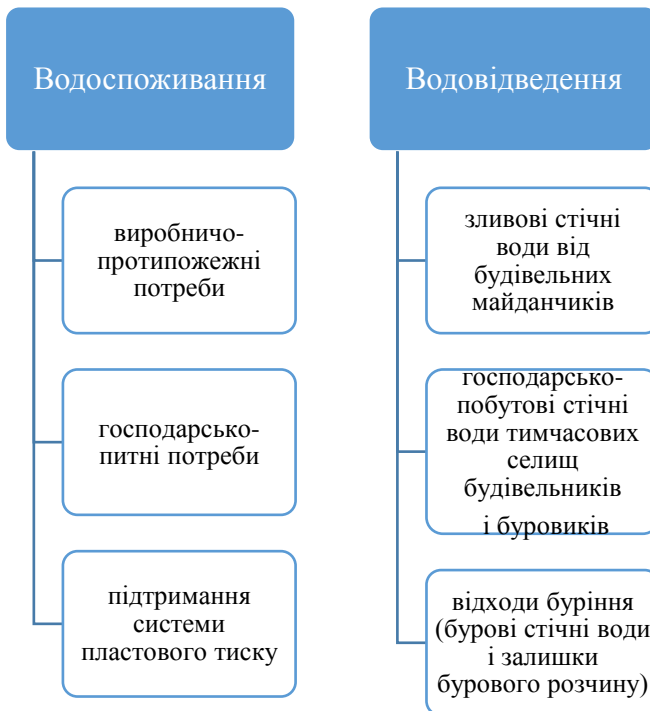 Водоспоживання
виробничо-
протипожежні
потреби
господарсько-
питні потреби
підтримання
системи
пластового тиску
Водовідведення
зливові стічні
води від
будівельних
майданчиків
господарсько-
побутові стічні
води тимчасових
селищ
будівельників
і буровиків
відходи буріння
(бурові стічні води
і залишки
бурового розчину)